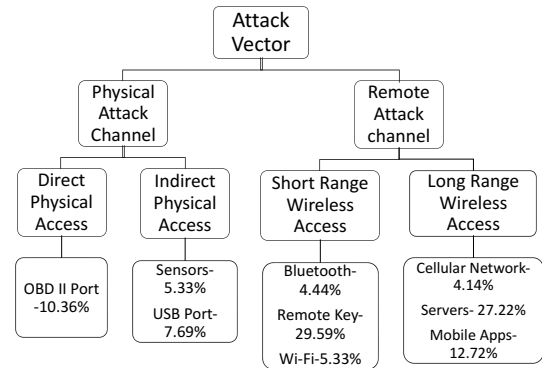 Attack
Vector
Physical
Attack
Channel
Remote
Attack
channel
Direct
Physical
Access
Indirect
Physical
Access
Short Range
Wireless
Access
Long Range
Wireless
Access
OBD II Port
-10.36%
Sensors-
5.33%
USB Port-
7.69%
Bluetooth-
4.44%
Remote Key-
29.59%
Wi-Fi-5.33%
Cellular Network-
4.14%
Servers- 27.22%
Mobile Apps-
12.72%